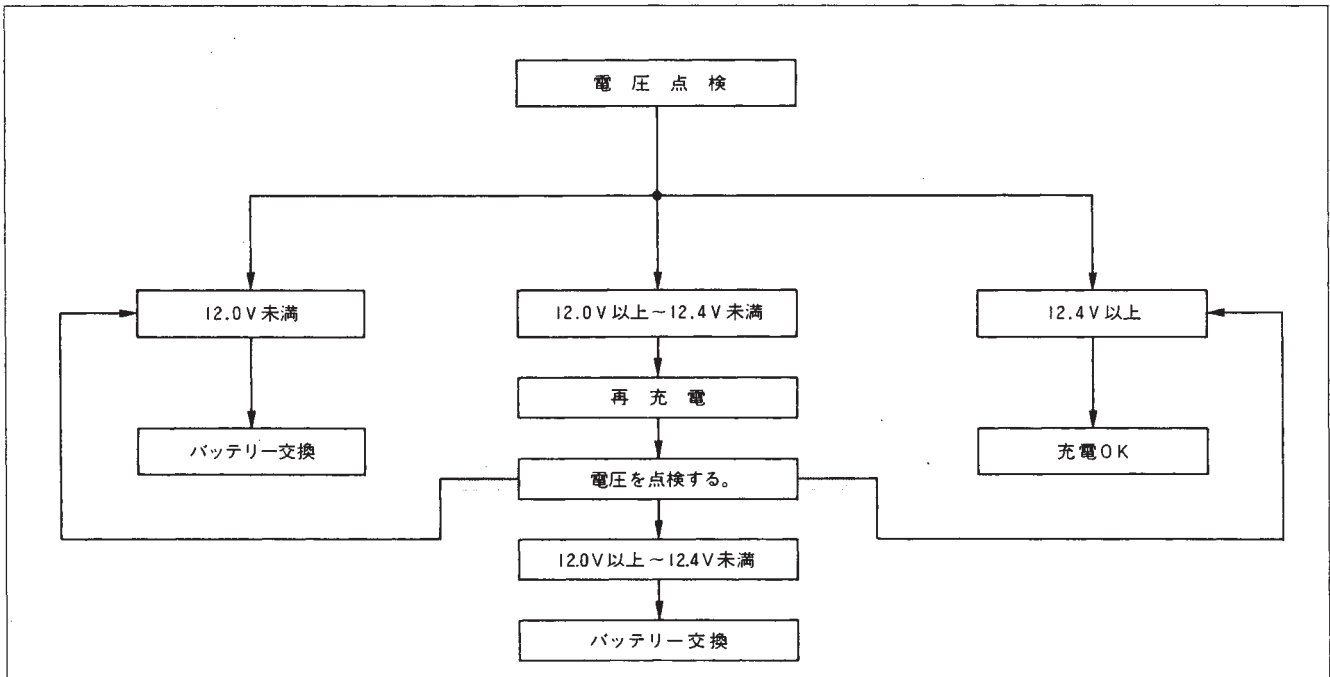 電圧点検
12.0V未満
12.0V以上～12.4V未満
12.4V以上
再充電
バッテリー交換
充電OK
電圧を点検する。
12.0V以上～12.4V未満
バッテリー交換